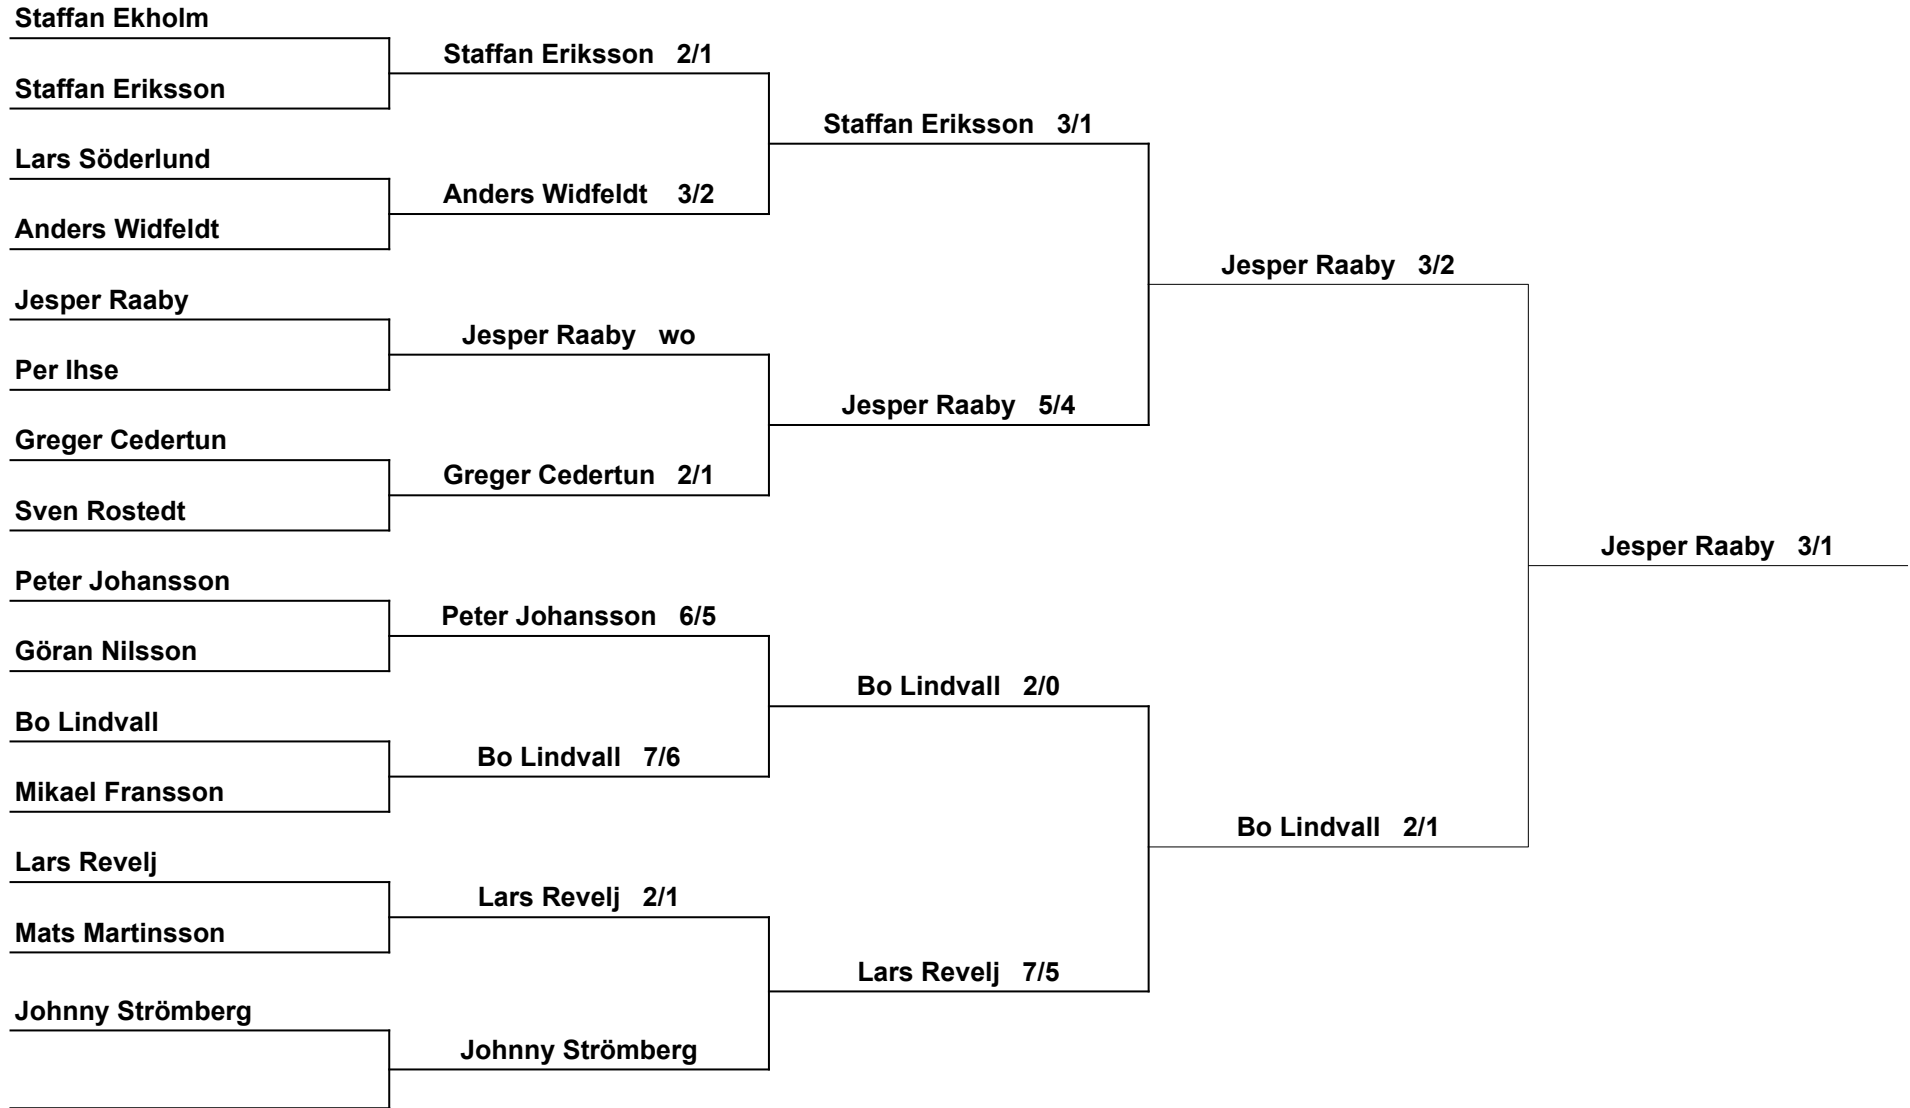 Staffan Ekholm
Staffan Eriksson 2/1
Staffan Eriksson
Staffan Eriksson 3/1
Lars Söderlund
Anders Widfeldt 3/2
Anders Widfeldt
Jesper Raaby 3/2
Jesper Raaby
Jesper Raaby wo
Per Ihse
Jesper Raaby 5/4
Greger Cedertun
Greger Cedertun 2/1
Sven Rostedt
Jesper Raaby 3/1
Peter Johansson
Peter Johansson 6/5
Göran Nilsson
Bo Lindvall 2/0
Bo Lindvall
Bo Lindvall 7/6
Mikael Fransson
Bo Lindvall 2/1
Lars Revelj
Lars Revelj 2/1
Mats Martinsson
Lars Revelj 7/5
Johnny Strömberg
Johnny Strömberg